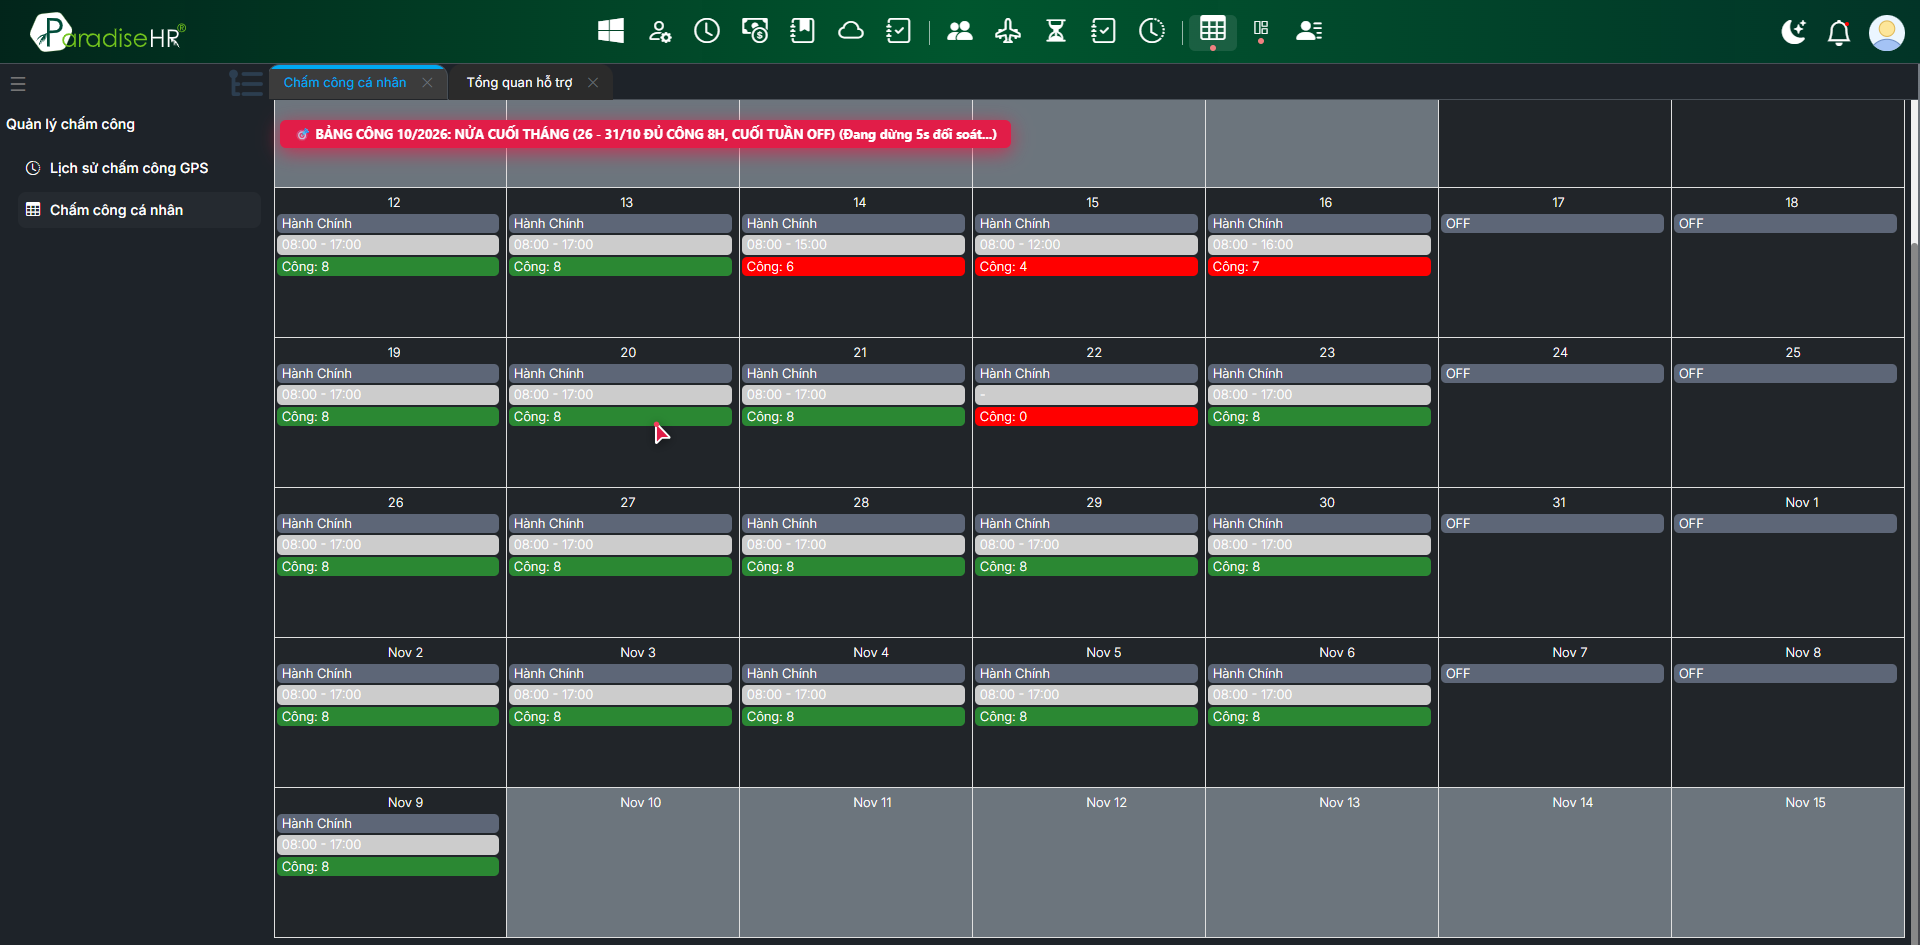 ParadiseHR®
Chấm công cá nhân
Tổng quan hỗ trợ
Quản lý chấm công
Lịch sử chấm công GPS
Chấm công cá nhân
BẢNG CÔNG 10/2026: NỬA CUỐI THÁNG (26 - 31/10 ĐỦ CÔNG 8H, CUỐI TUẦN OFF) (Đang dừng 5s đối soát...)
12 13 14 15 16 17 18
Hành Chính Hành Chính Hành Chính Hành Chính Hành Chính OFF OFF
08:00 - 17:00 08:00 - 17:00 08:00 - 15:00 08:00 - 12:00 08:00 - 16:00
Công: 8 Công: 8 Công: 6 Công: 4 Công: 7
19 20 21 22 23 24 25
Hành Chính Hành Chính Hành Chính Hành Chính Hành Chính OFF OFF
08:00 - 17:00 08:00 - 17:00 08:00 - 17:00 - 08:00 - 17:00
Công: 8 Công: 8 Công: 8 Công: 0 Công: 8
26 27 28 29 30 31 Nov 1
Hành Chính Hành Chính Hành Chính Hành Chính Hành Chính OFF OFF
08:00 - 17:00 08:00 - 17:00 08:00 - 17:00 08:00 - 17:00 08:00 - 17:00
Công: 8 Công: 8 Công: 8 Công: 8 Công: 8
Nov 2 Nov 3 Nov 4 Nov 5 Nov 6 Nov 7 Nov 8
Hành Chính Hành Chính Hành Chính Hành Chính Hành Chính OFF OFF
08:00 - 17:00 08:00 - 17:00 08:00 - 17:00 08:00 - 17:00 08:00 - 17:00
Công: 8 Công: 8 Công: 8 Công: 8 Công: 8
Nov 9 Nov 10 Nov 11 Nov 12 Nov 13 Nov 14 Nov 15
Hành Chính
08:00 - 17:00
Công: 8